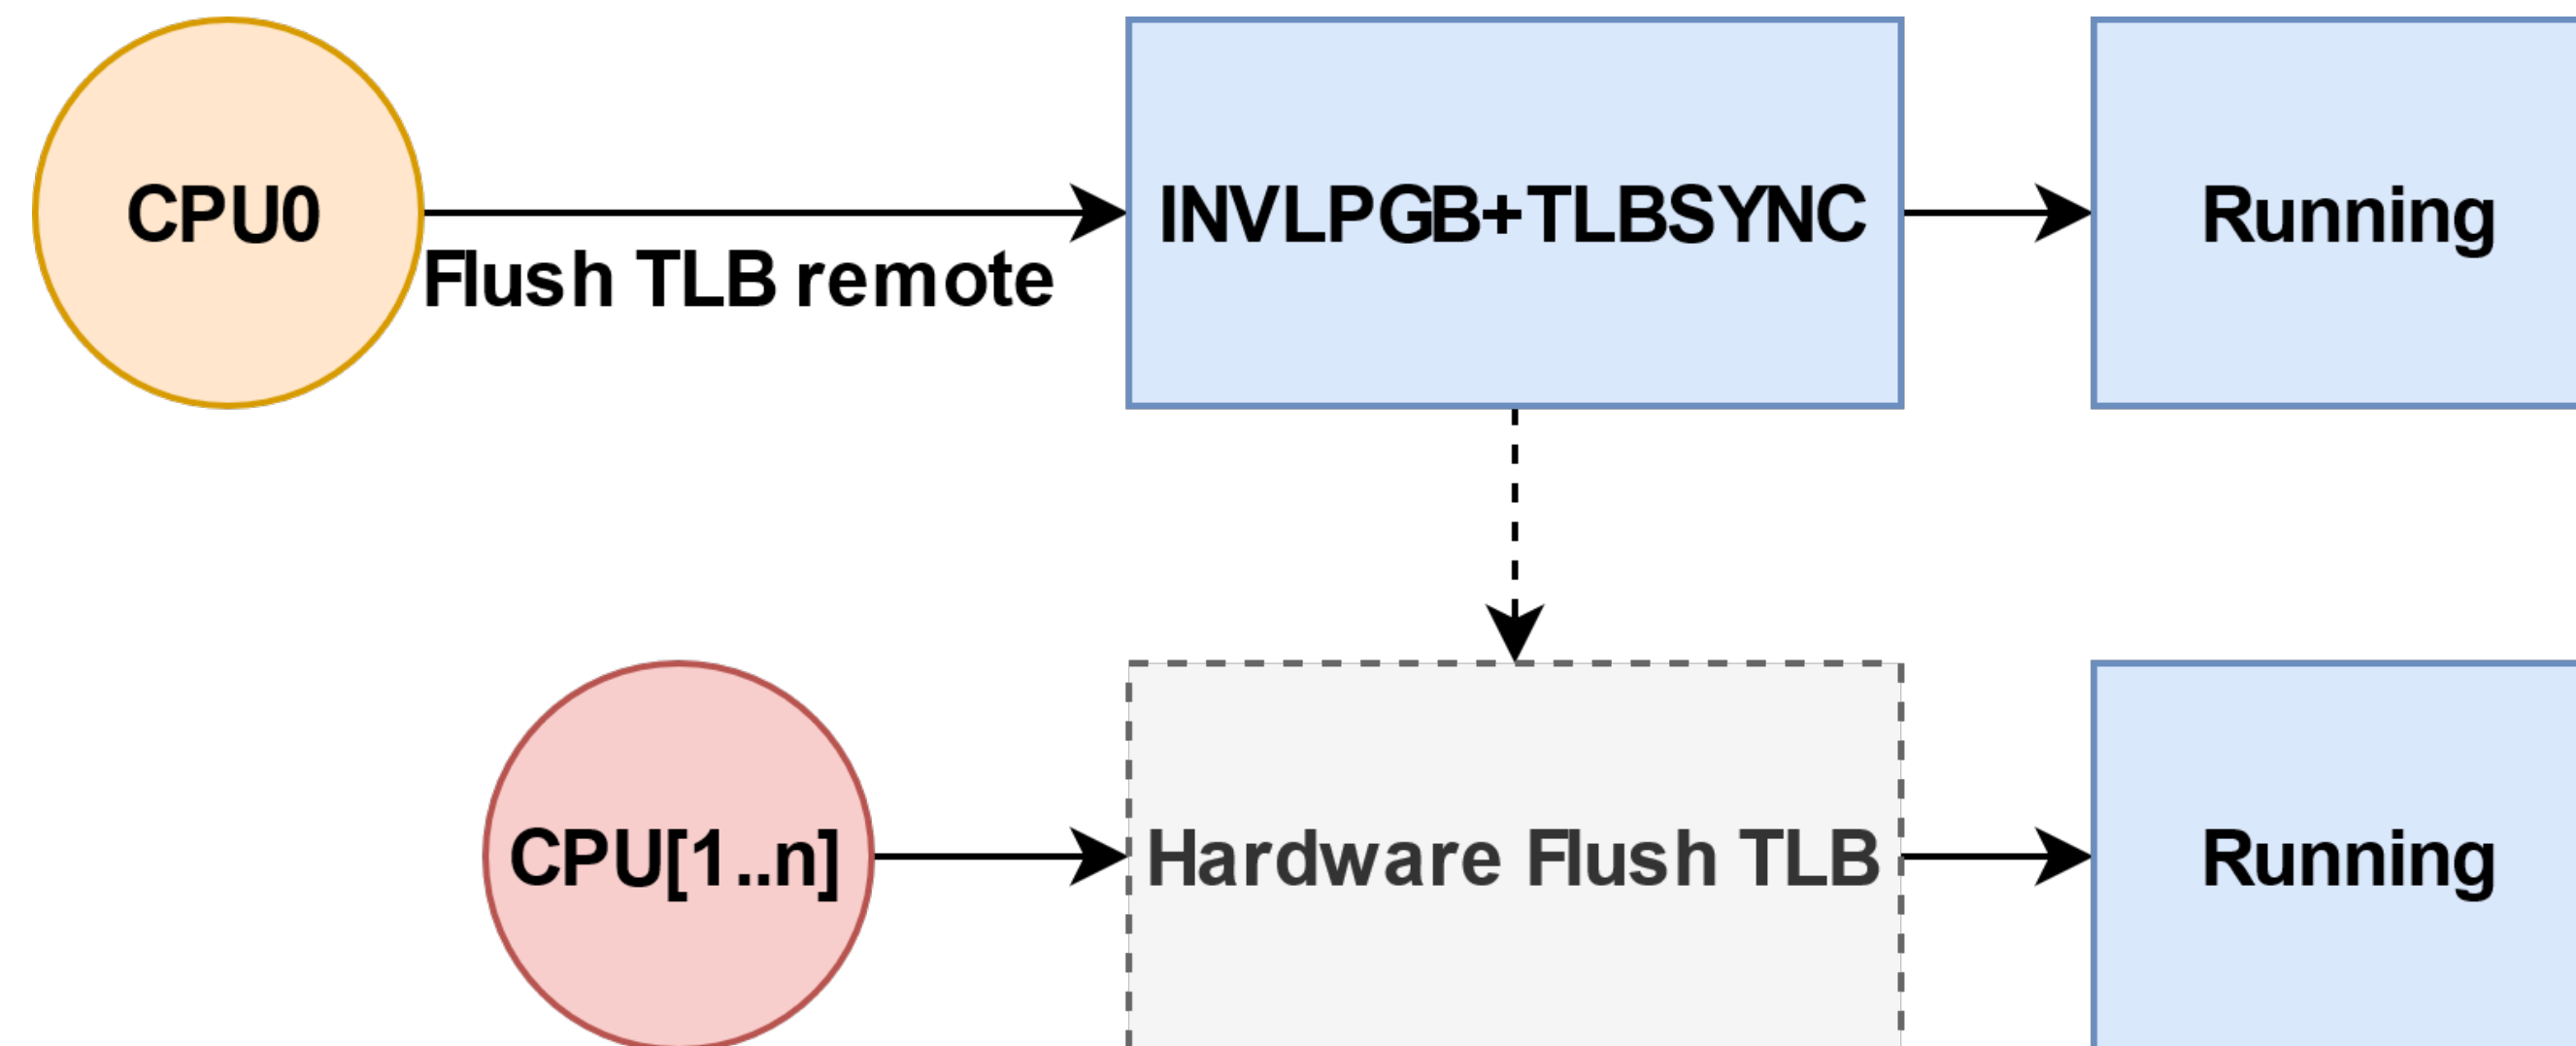 CPU0
Flush TLB remote
INVLPGB+TLBSYNC
Running
CPU[1..n]
Hardware Flush TLB
Running